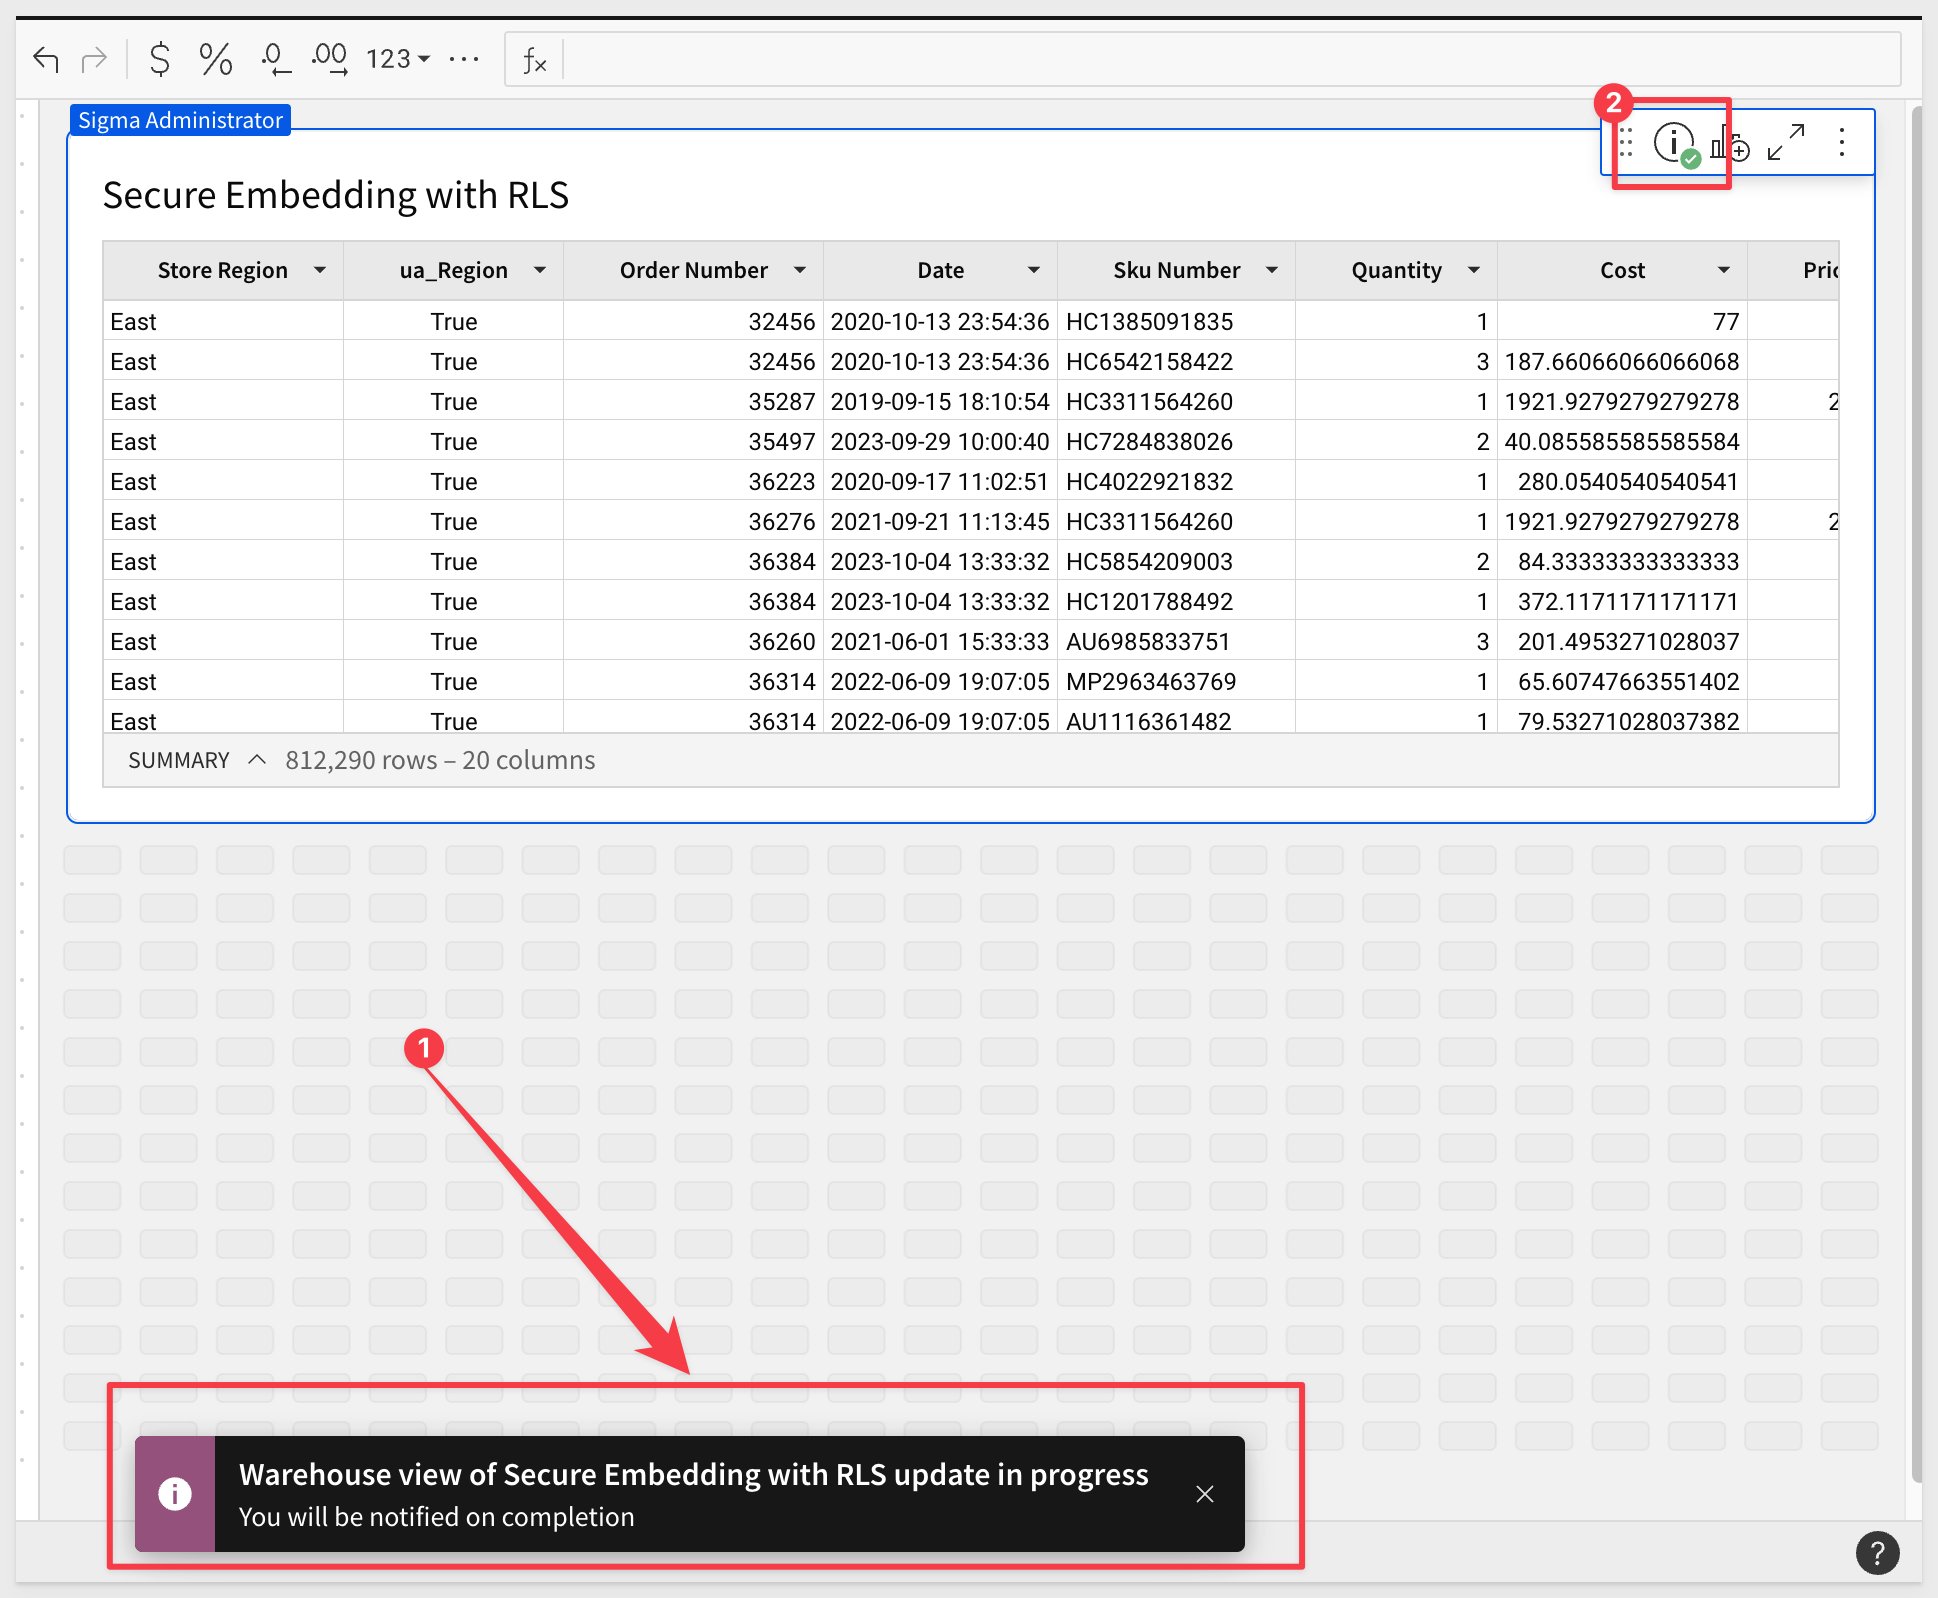 $ % .0 .00 123 ... fx
Sigma Administrator
2
Secure Embedding with RLS
Store Region ua_Region Order Number Date Sku Number Quantity Cost Pric
East True 32456 2020-10-13 23:54:36 HC1385091835 1 77
East True 32456 2020-10-13 23:54:36 HC6542158422 3 187.66066066066068
East True 35287 2019-09-15 18:10:54 HC3311564260 1 1921.9279279279278 2
East True 35497 2023-09-29 10:00:40 HC7284838026 2 40.085585585585584
East True 36223 2020-09-17 11:02:51 HC4022921832 1 280.0540540540541
East True 36276 2021-09-21 11:13:45 HC3311564260 1 1921.9279279279278 2
East True 36384 2023-10-04 13:33:32 HC5854209003 2 84.33333333333333
East True 36384 2023-10-04 13:33:32 HC1201788492 1 372.1171171171171
East True 36260 2021-06-01 15:33:33 AU6985833751 3 201.4953271028037
East True 36314 2022-06-09 19:07:05 MP2963463769 1 65.60747663551402
East True 36314 2022-06-09 19:07:05 AU1116361482 1 79.53271028037382
SUMMARY 812,290 rows – 20 columns
1
Warehouse view of Secure Embedding with RLS update in progress
You will be notified on completion
?